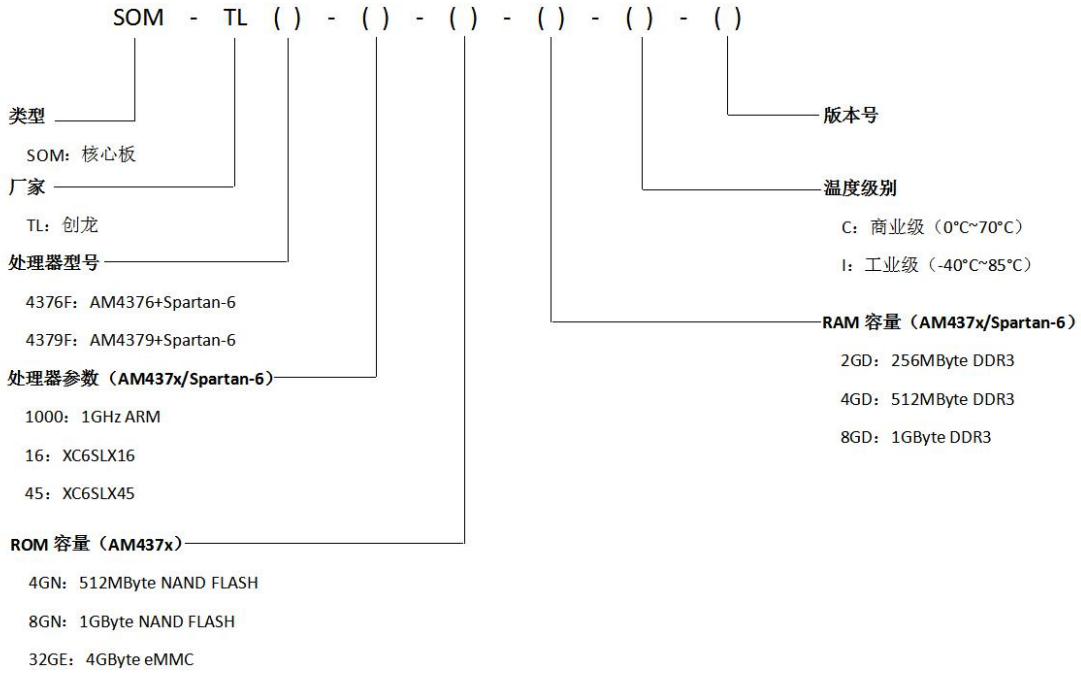 SOM - TL ( ) - ( ) - ( ) - ( ) - ( ) - ( )
类型
SOM：核心板
厂家
TL：创龙
处理器型号
4376F：AM4376+Spartan-6
4379F：AM4379+Spartan-6
处理器参数（AM437x/Spartan-6）
1000：1GHz ARM
16：XC6SLX16
45：XC6SLX45
ROM 容量（AM437x）
4GN：512MByte NAND FLASH
8GN：1GByte NAND FLASH
32GE：4GByte eMMC
版本号
温度级别
C：商业级（0°C~70°C）
I：工业级（-40°C~85°C）
RAM 容量（AM437x/Spartan-6）
2GD：256MByte DDR3
4GD：512MByte DDR3
8GD：1GByte DDR3